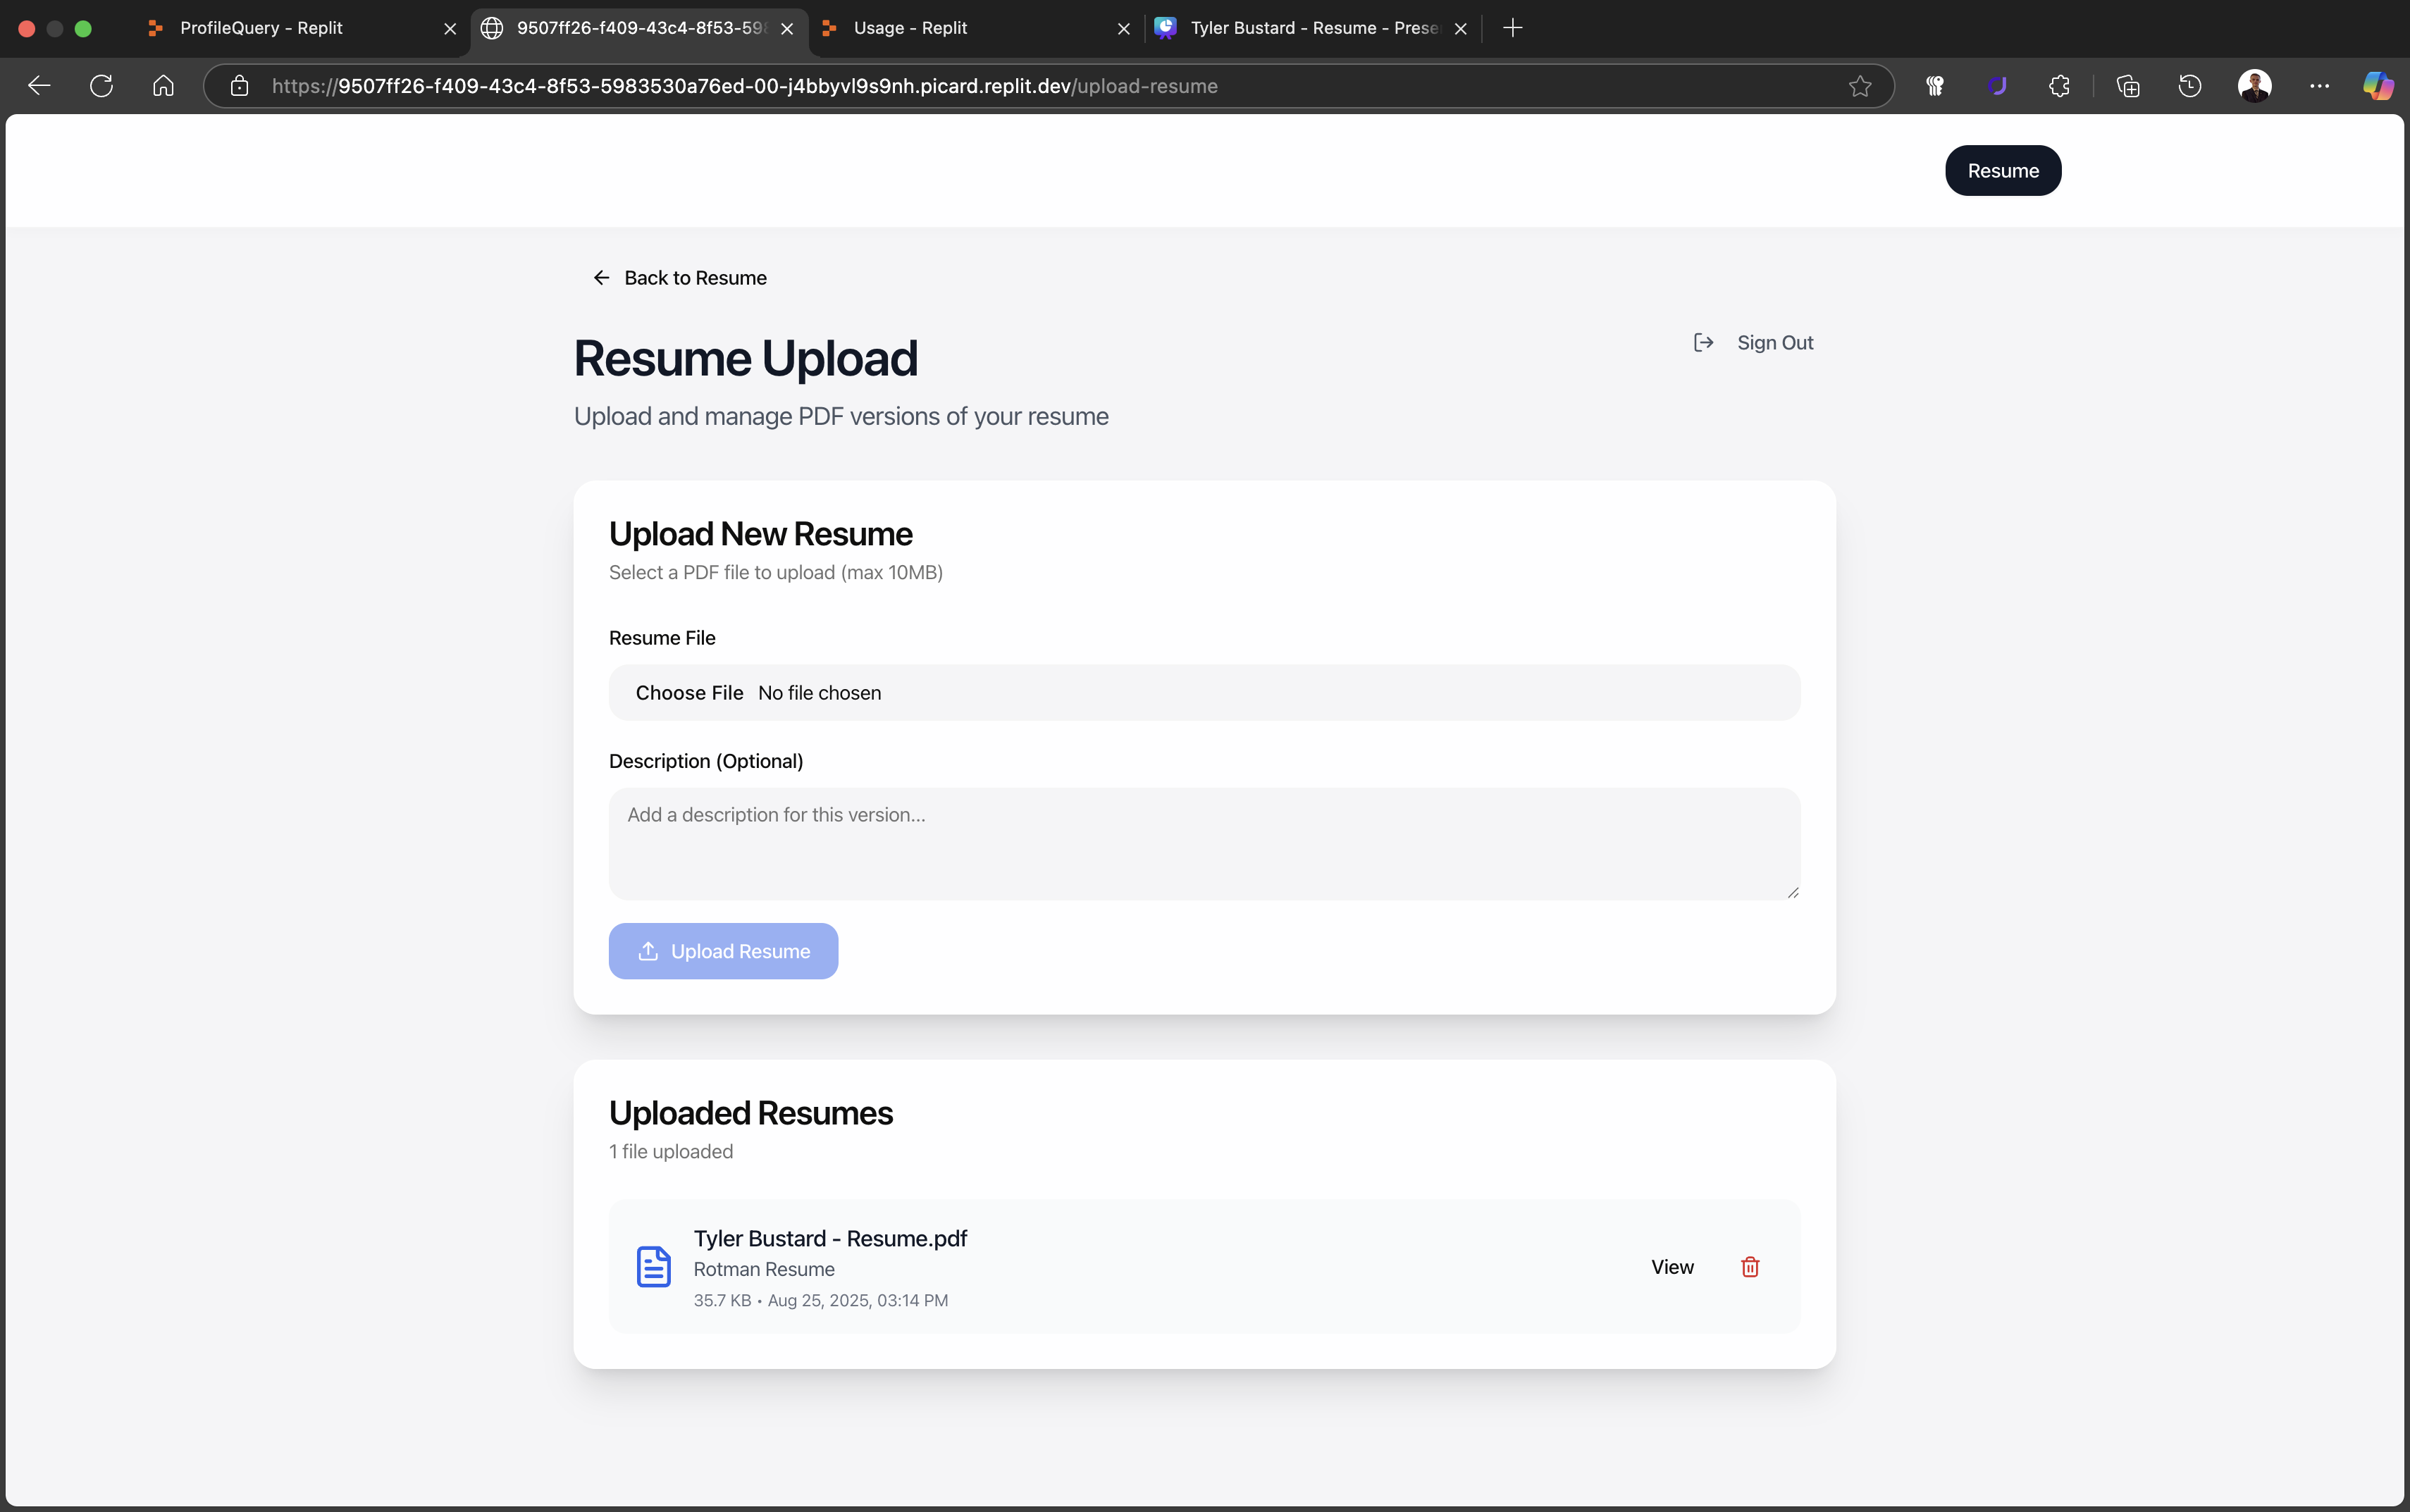 ProfileQuery - Replit
9507ff26-f409-43c4-8f53-598
Usage - Replit
Tyler Bustard - Resume - Prese
https://9507ff26-f409-43c4-8f53-5983530a76ed-00-j4bbyvl9s9nh.picard.replit.dev/upload-resume
Resume
Back to Resume
Resume Upload
Sign Out
Upload and manage PDF versions of your resume
Upload New Resume
Select a PDF file to upload (max 10MB)
Resume File
Choose File No file chosen
Description (Optional)
Add a description for this version...
Upload Resume
Uploaded Resumes
1 file uploaded
Tyler Bustard - Resume.pdf
Rotman Resume
View
35.7 KB • Aug 25, 2025, 03:14 PM